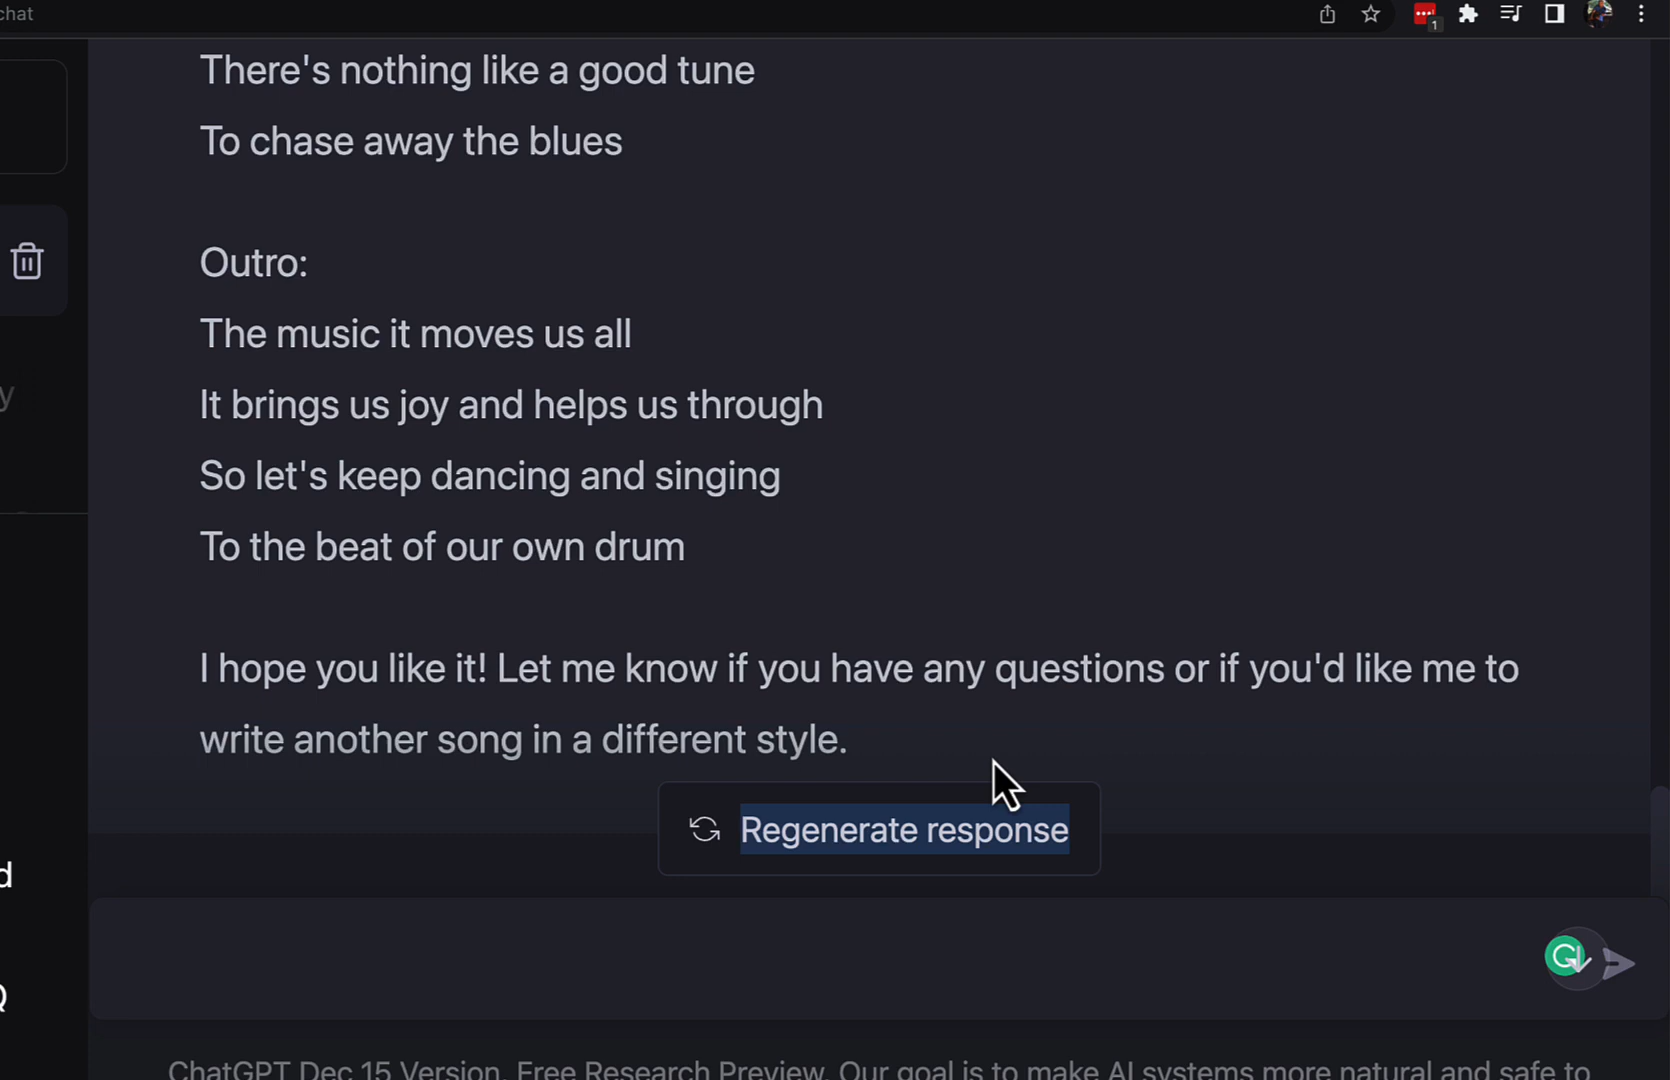 chat
1
There's nothing like a good tune
To chase away the blues
Outro:
The music it moves us all
It brings us joy and helps us through
So let's keep dancing and singing
To the beat of our own drum
I hope you like it! Let me know if you have any questions or if you'd like me to
write another song in a different style.
Regenerate response
y
d
Q
ChatGPT Dec 15 Version. Free Research Preview. Our goal is to make AI systems more natural and safe to